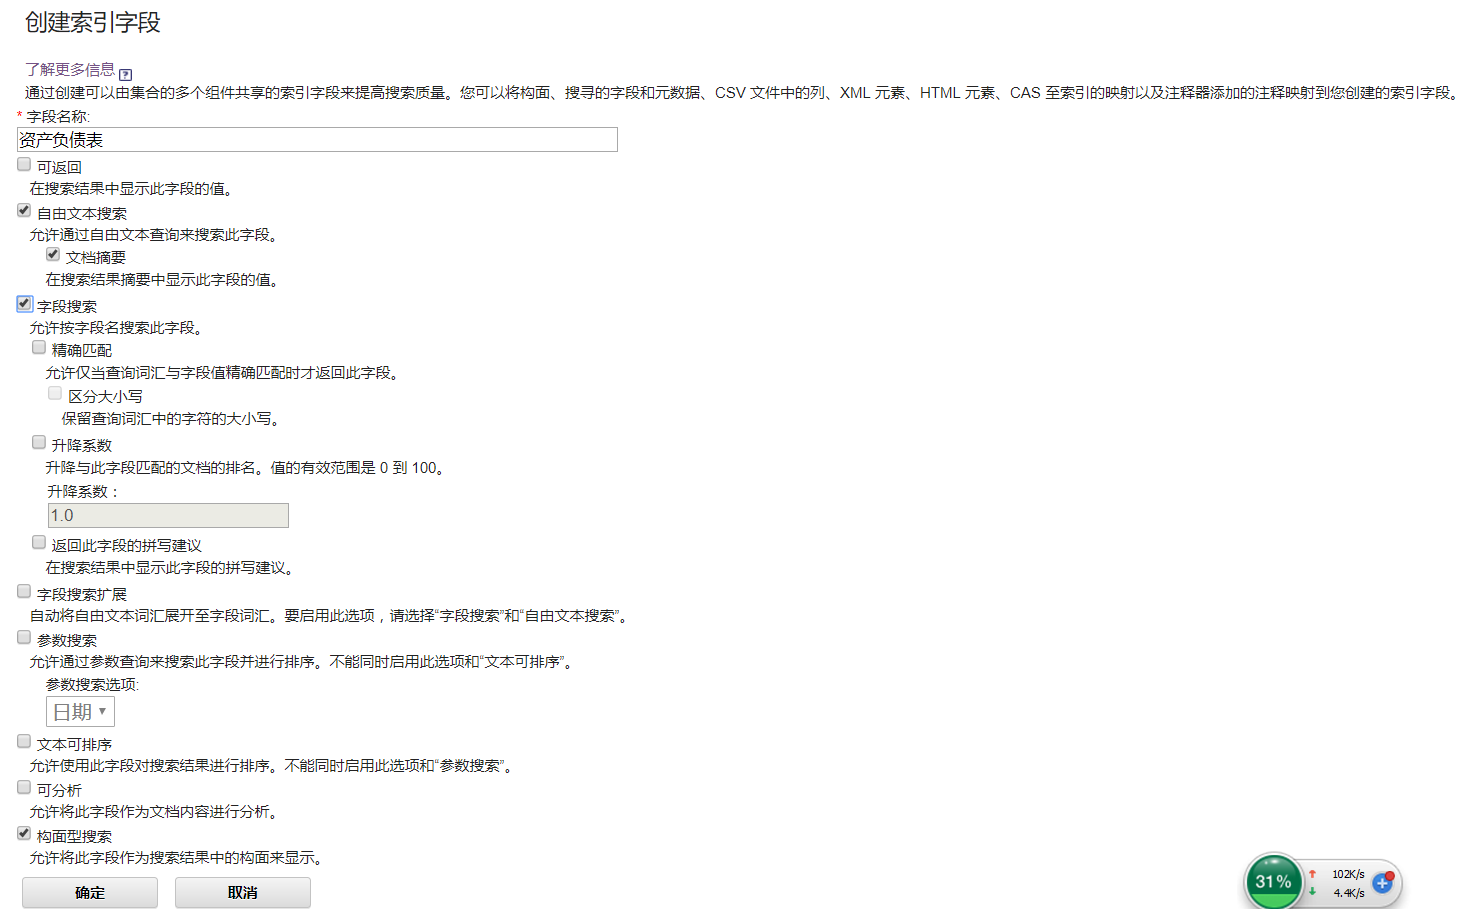 创建索引字段
了解更多信息 ?
通过创建可以由集合的多个组件共享的索引字段来提高搜索质量。您可以将构面、搜寻的字段和元数据、CSV 文件中的列、XML 元素、HTML 元素、CAS 至索引的映射以及注释器添加的注释映射到您创建的索引字段。
* 字段名称:
资产负债表
可返回
在搜索结果中显示此字段的值。
自由文本搜索
允许通过自由文本查询来搜索此字段。
文档摘要
在搜索结果摘要中显示此字段的值。
字段搜索
允许按字段名搜索此字段。
精确匹配
允许仅当查询词汇与字段值精确匹配时才返回此字段。
区分大小写
保留查询词汇中的字符的大小写。
升降系数
升降与此字段匹配的文档的排名。值的有效范围是 0 到 100。
升降系数：
1.0
返回此字段的拼写建议
在搜索结果中显示此字段的拼写建议。
字段搜索扩展
自动将自由文本词汇展开至字段词汇。要启用此选项，请选择“字段搜索”和“自由文本搜索”。
参数搜索
允许通过参数查询来搜索此字段并进行排序。不能同时启用此选项和“文本可排序”。
参数搜索选项:
日期
文本可排序
允许使用此字段对搜索结果进行排序。不能同时启用此选项和“参数搜索”。
可分析
允许将此字段作为文档内容进行分析。
构面型搜索
允许将此字段作为搜索结果中的构面来显示。
确定 取消
31% 102K/s
4.4K/s